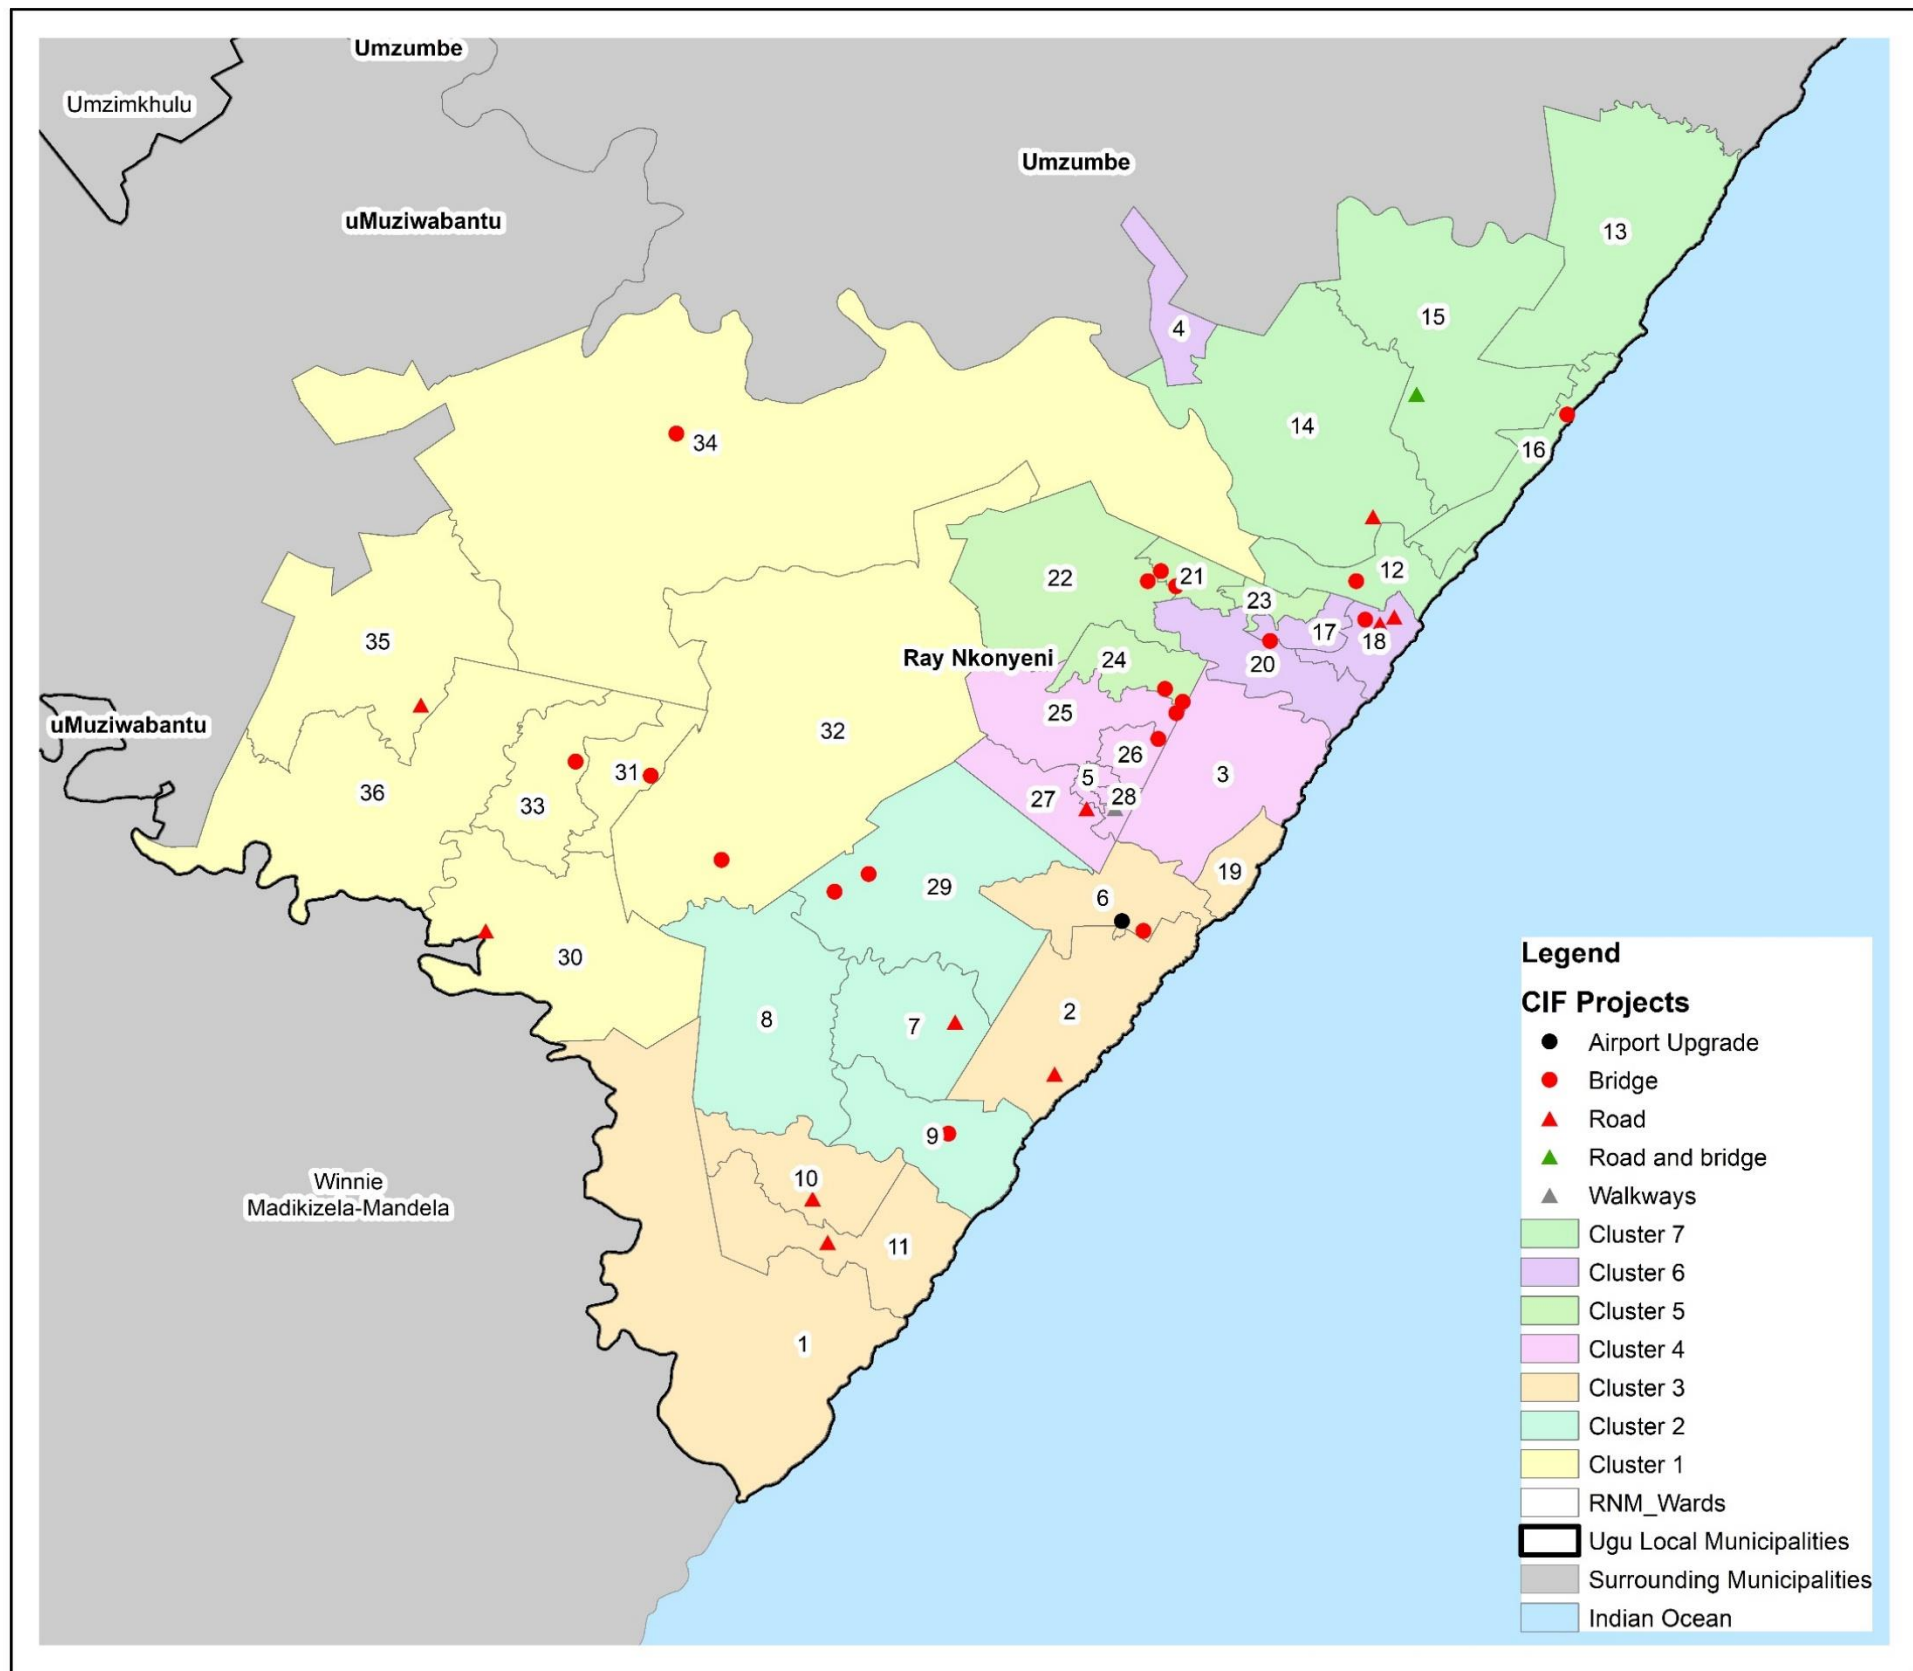 Umzumbe
Umzimkhulu
Umzumbe
uMuziwabantu
13
15
4
14
34
16
12
22
21
23
17
18
35
Ray Nkonyeni
24
20
25
uMuziwabantu
32
26
31
5
3
36
33
27
28
19
29
6
30
2
8
7
9
10
Winnie
Madikizela-Mandela
11
1
Legend
CIF Projects
Airport Upgrade
Bridge
Road
Road and bridge
Walkways
Cluster 7
Cluster 6
Cluster 5
Cluster 4
Cluster 3
Cluster 2
Cluster 1
RNM_Wards
Ugu Local Municipalities
Surrounding Municipalities
Indian Ocean